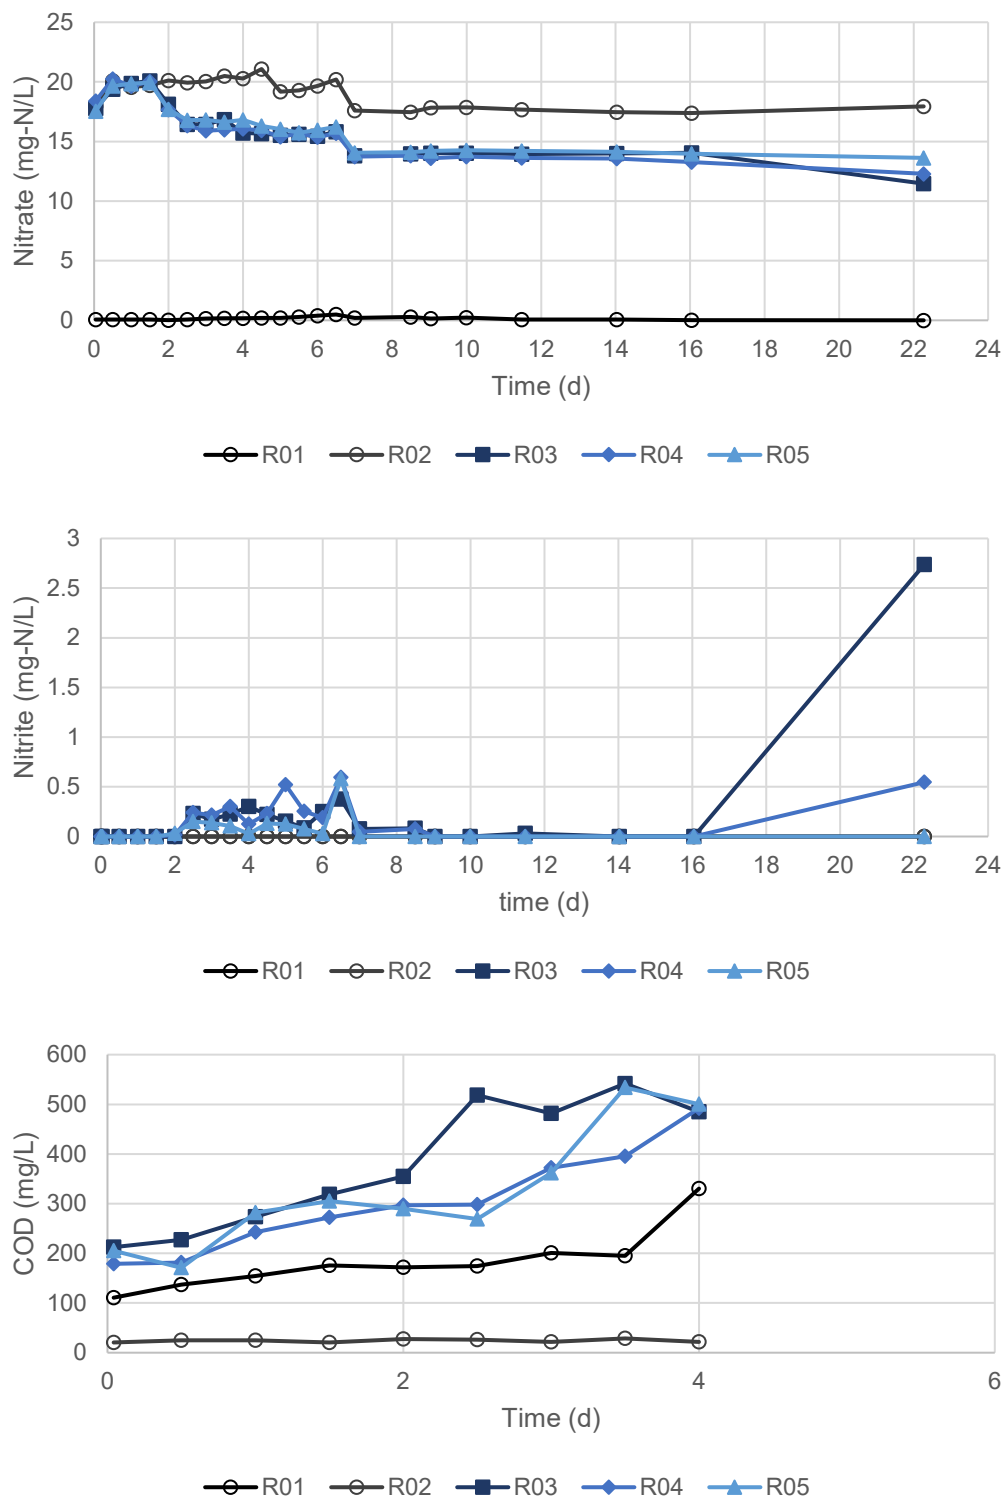 25
20
15
10
5
0
Nitrate (mg-N/L)
0 2 4 6 8 10 12 14 16 18 20 22 24
Time (d)
R01 R02 R03 R04 R05
3
2.5
2
1.5
1
0.5
0
Nitrite (mg-N/L)
0 2 4 6 8 10 12 14 16 18 20 22 24
time (d)
R01 R02 R03 R04 R05
600
500
400
300
200
100
0
COD (mg/L)
0 2 4 6
Time (d)
R01 R02 R03 R04 R05